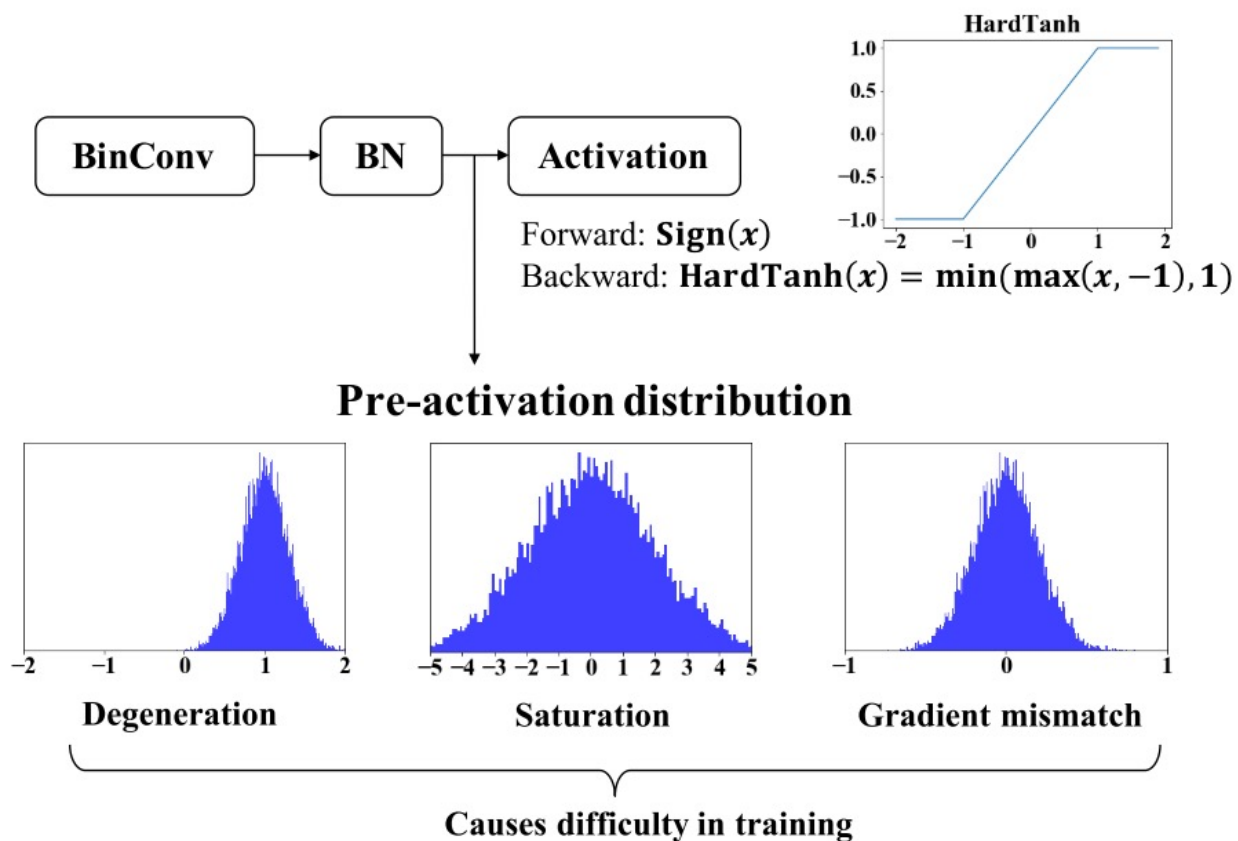 HardTanh
1.0
0.5
0.0
−0.5
−1.0
−2 −1 0 1 2
BinConv BN Activation
Forward: Sign(x)
Backward: HardTanh(x) = min(max(x, −1), 1)
Pre-activation distribution
−2 −1 0 1 2
−5 −4 −3 −2 −1 0 1 2 3 4 5
−1 0 1
Degeneration Saturation Gradient mismatch
Causes difficulty in training